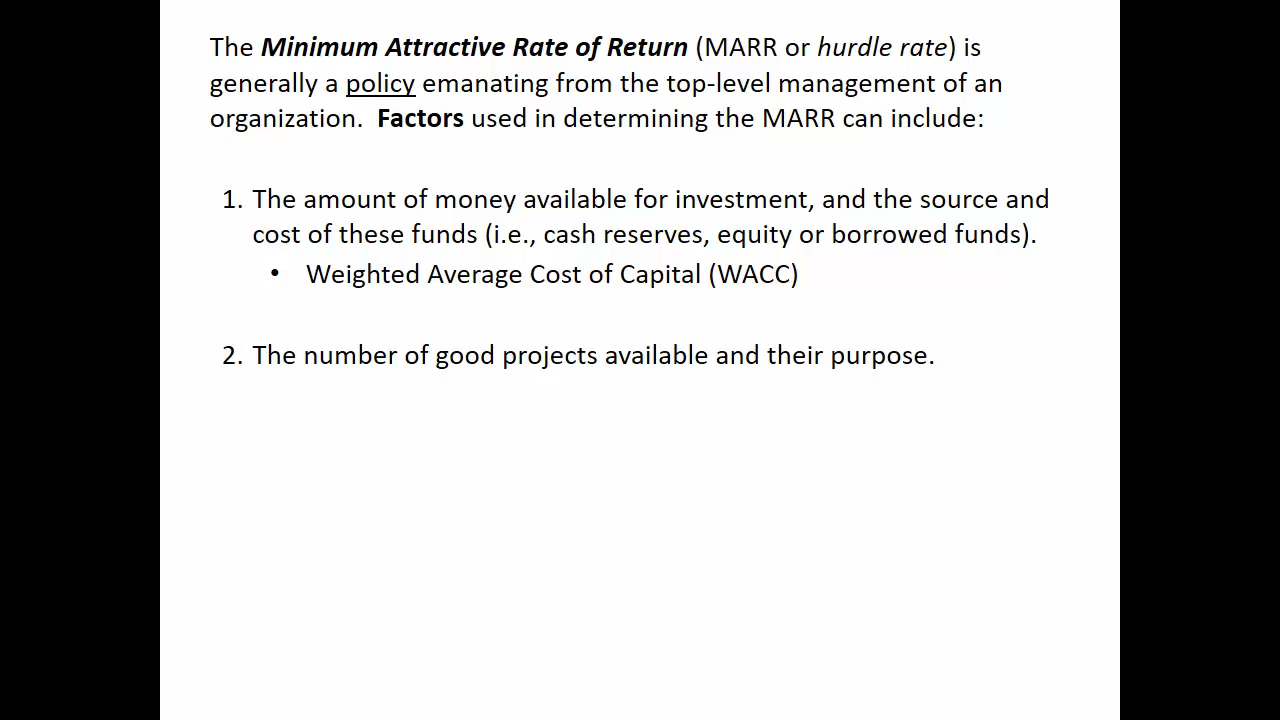 The Minimum Attractive Rate of Return (MARR or hurdle rate) is
generally a policy emanating from the top-level management of an
organization.  Factors used in determining the MARR can include:
1. The amount of money available for investment, and the source and
cost of these funds (i.e., cash reserves, equity or borrowed funds).
• Weighted Average Cost of Capital (WACC)
2. The number of good projects available and their purpose.